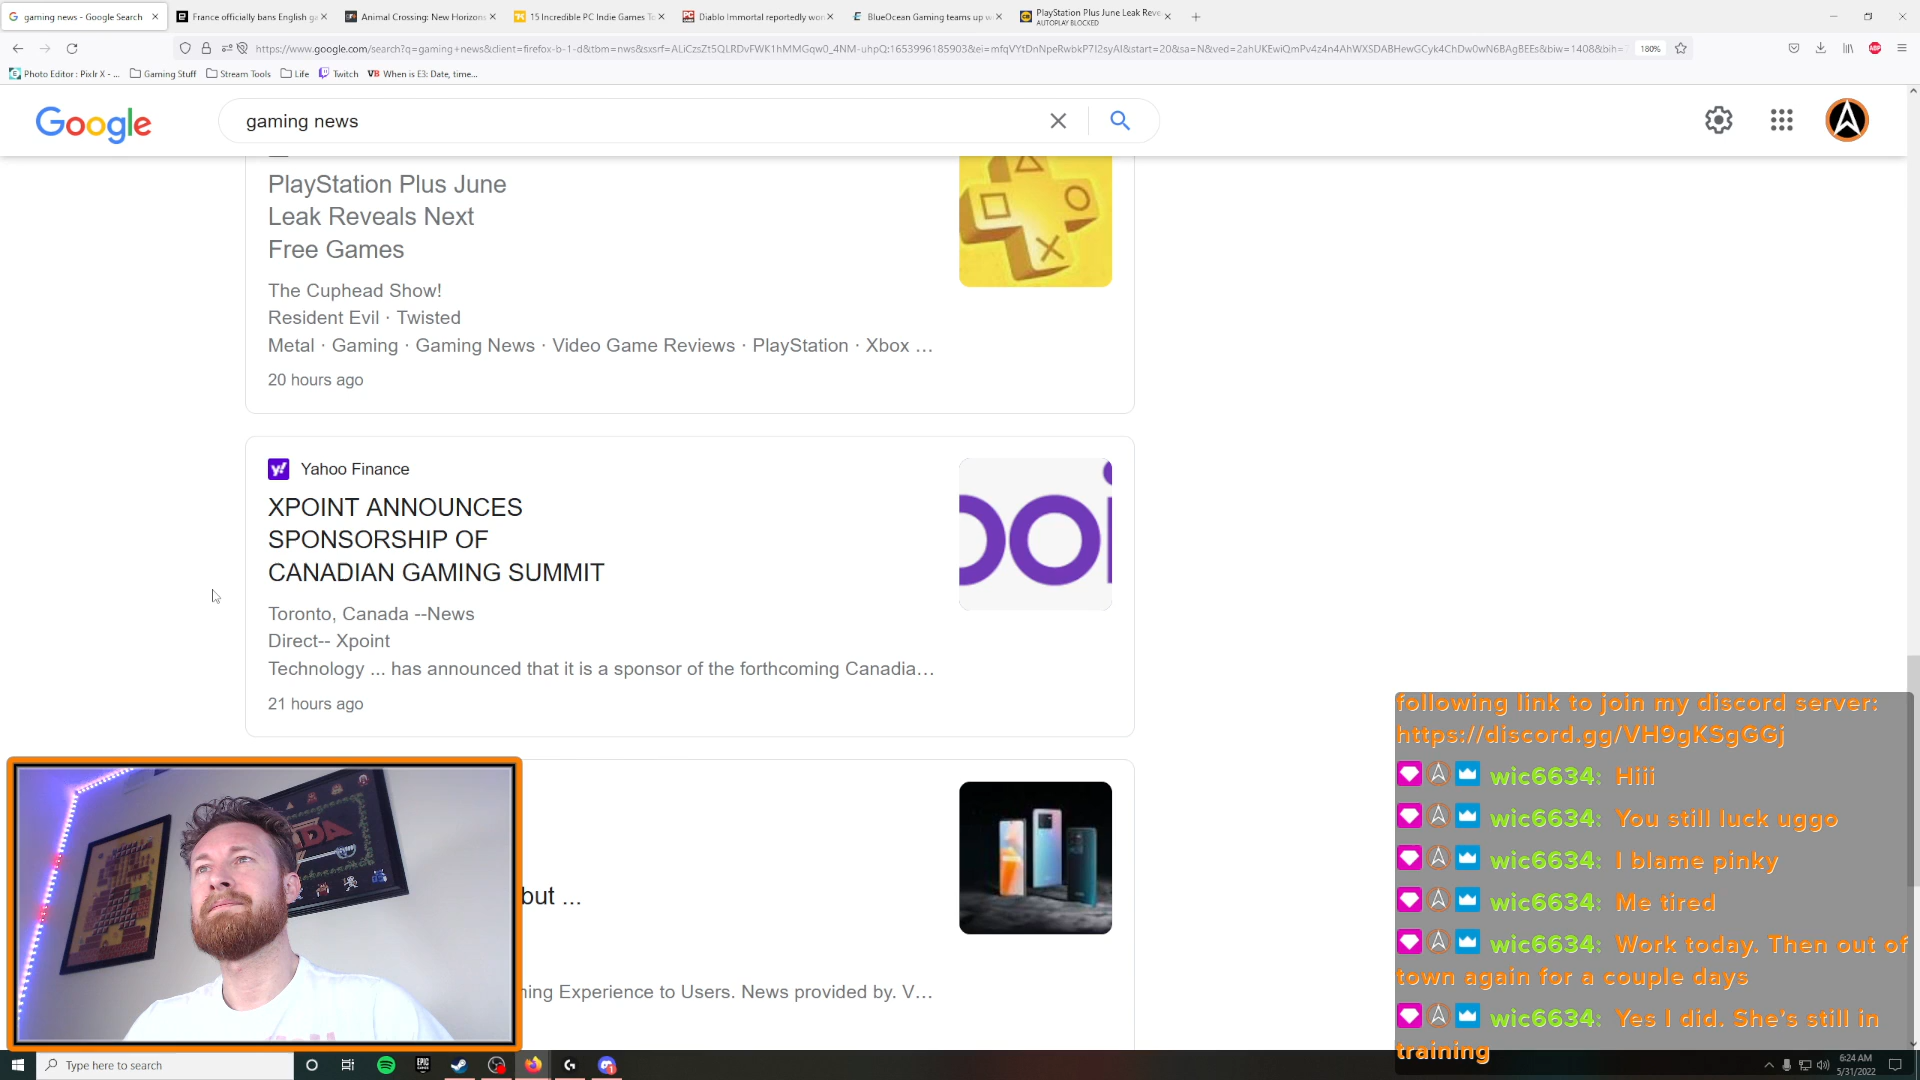 gaming news - Google Search
France officially bans English ga
Animal Crossing: New Horizons
15 Incredible PC Indie Games To
Diablo Immortal reportedly won
BlueOcean Gaming teams up w
PlayStation Plus June Leak Reve
AUTOPLAY BLOCKED
180%
Photo Editor : Pixlr X - ...
Gaming Stuff
Stream Tools
Life
Twitch
When is E3: Date, time...
Google
gaming news
PlayStation Plus June
Leak Reveals Next
Free Games
The Cuphead Show!
Resident Evil · Twisted
Metal · Gaming · Gaming News · Video Game Reviews · PlayStation · Xbox ...
20 hours ago
Yahoo Finance
XPOINT ANNOUNCES
SPONSORSHIP OF
CANADIAN GAMING SUMMIT
Toronto, Canada --News
Direct-- Xpoint
Technology ... has announced that it is a sponsor of the forthcoming Canadia...
21 hours ago
but ...
ning Experience to Users. News provided by. V...
following link to join my discord server:
https://discord.gg/VH9gKSgGGj
wic6634: Hiii
wic6634: You still luck uggo
wic6634: I blame pinky
wic6634: Me tired
wic6634: Work today. Then out of
town again for a couple days
wic6634: Yes I did. She's still in
training
Type here to search
6:24 AM
5/31/2022